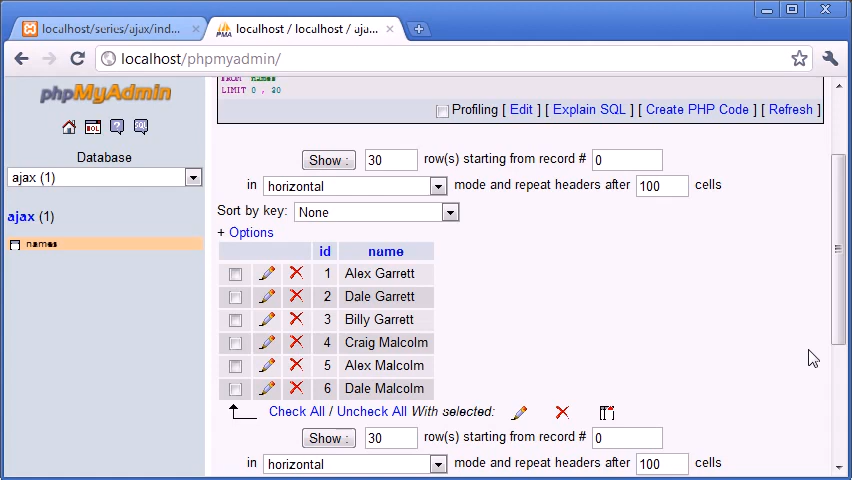 localhost/series/ajax/ind...
PMA localhost / localhost / aja...
localhost/phpmyadmin/
phpMyAdmin
SQL
Database
ajax (1)
ajax (1)
names
FROM names
LIMIT 0 , 30
Profiling [ Edit ] [ Explain SQL ] [ Create PHP Code ] [ Refresh ]
Show : 30 row(s) starting from record # 0
in horizontal mode and repeat headers after 100 cells
Sort by key: None
+ Options
id name
1 Alex Garrett
2 Dale Garrett
3 Billy Garrett
4 Craig Malcolm
5 Alex Malcolm
6 Dale Malcolm
Check All / Uncheck All With selected:
Show : 30 row(s) starting from record # 0
in horizontal mode and repeat headers after 100 cells